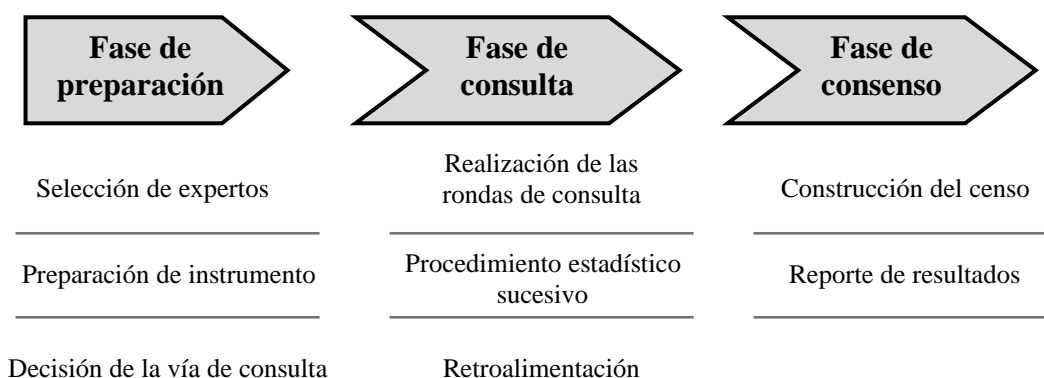 Fase de
preparación
Fase de
consulta
Fase de
consenso
Selección de expertos
Realización de las
rondas de consulta
Construcción del censo
Preparación de instrumento
Procedimiento estadístico
sucesivo
Reporte de resultados
Decisión de la vía de consulta
Retroalimentación